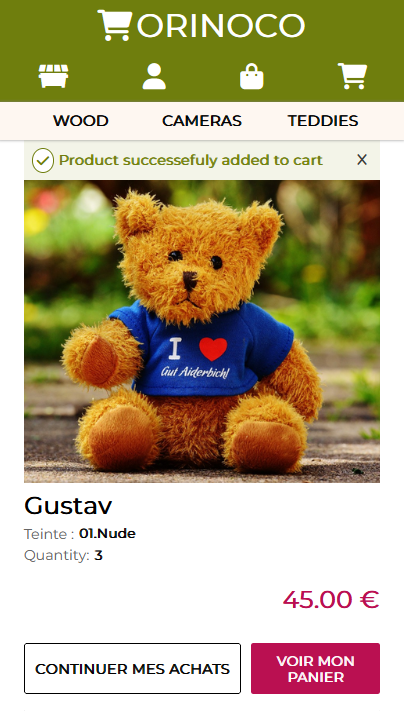 ORINOCO
WOOD CAMERAS TEDDIES
Product successefuly added to cart X
I
Gut Aiderbichl
Gustav
Teinte : 01.Nude
Quantity: 3
45.00 €
CONTINUER MES ACHATS
VOIR MON
PANIER